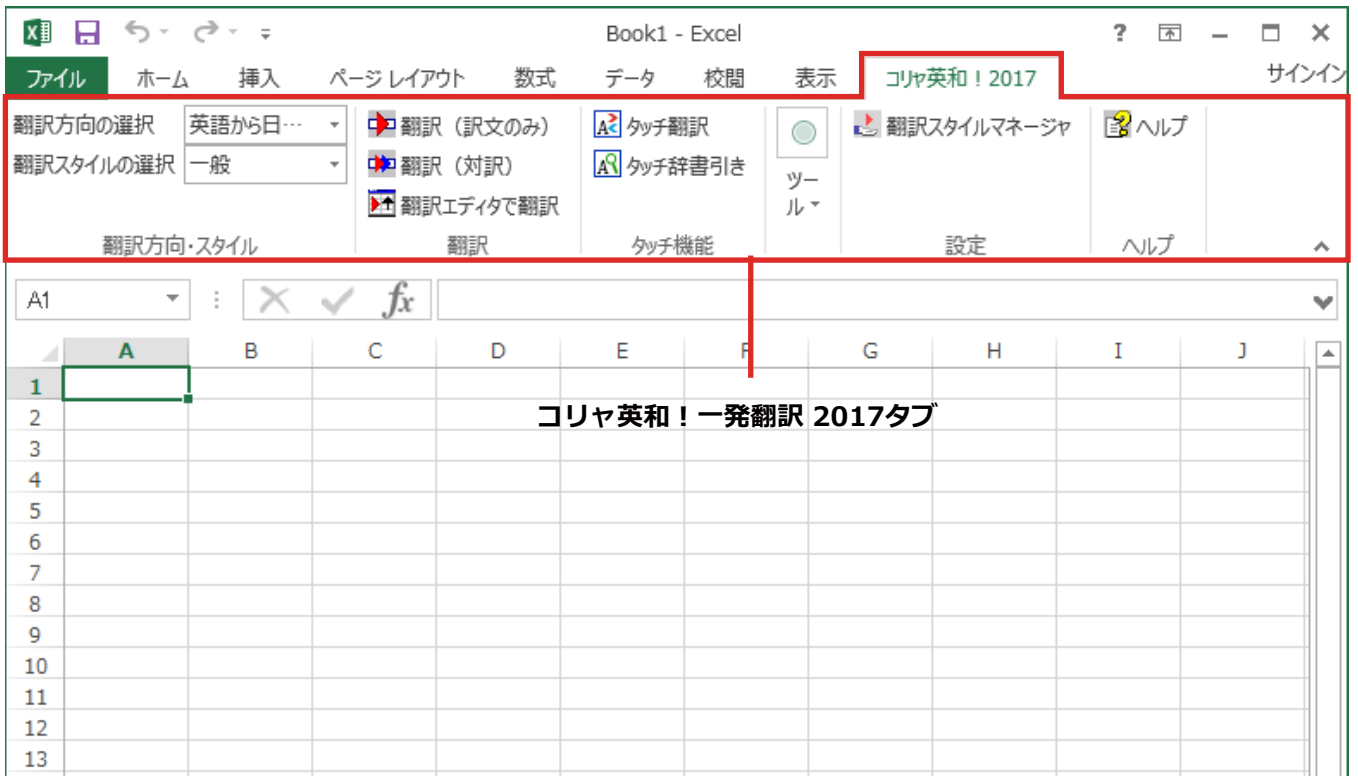 Book1 - Excel ?
ファイル ホーム 挿入 ページ レイアウト 数式 データ 校閲 表示 コリャ英和！2017 サインイン
翻訳方向の選択 英語から日…
翻訳スタイルの選択 一般
翻訳方向・スタイル
翻訳（訳文のみ）
翻訳（対訳）
翻訳エディタで翻訳
翻訳
タッチ翻訳
タッチ辞書引き
タッチ機能
ツー
ル
翻訳スタイルマネージャ
設定
ヘルプ
ヘルプ
A1 fx
A B C D E F G H I J
1
2
コリャ英和！一発翻訳 2017タブ
3
4
5
6
7
8
9
10
11
12
13